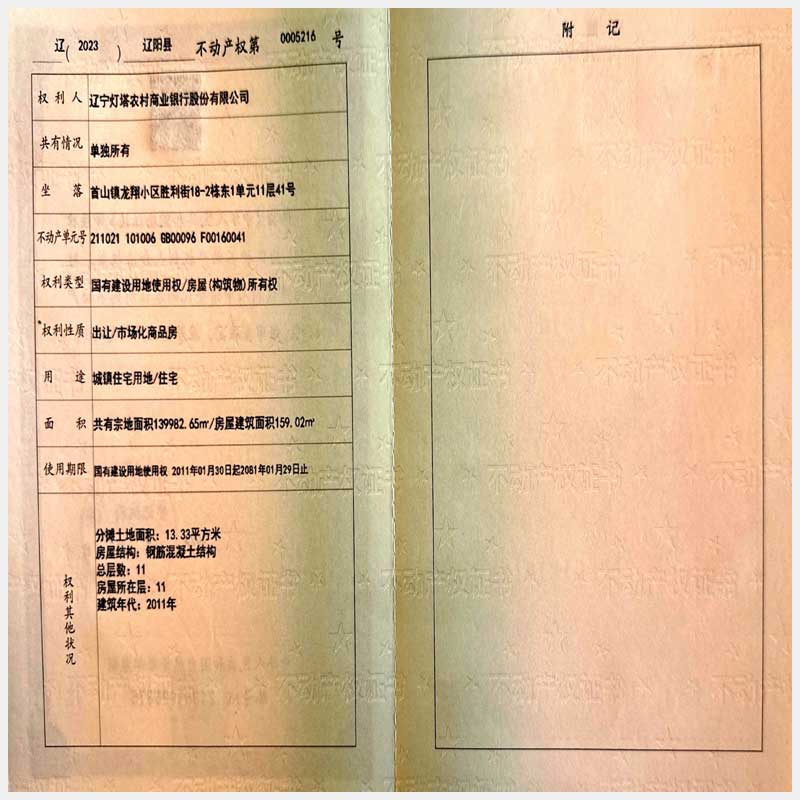 辽（2023）辽阳县 不动产权第 0005216 号
权利人 辽宁灯塔农村商业银行股份有限公司
共有情况 单独所有
坐落 首山镇龙翔小区胜利街18-2栋东1单元11层41号
不动产单元号 211021 101006 GB00096 F00160041
权利类型 国有建设用地使用权/房屋(构筑物)所有权
权利性质 出让/市场化商品房
用途 城镇住宅用地/住宅
面积 共有宗地面积139982.65㎡/房屋建筑面积159.02㎡
使用期限 国有建设用地使用权 2011年01月30日起2081年01月29日止
权利其他状况
分摊土地面积：13.33平方米
房屋结构：钢筋混凝土结构
总层数：11
房屋所在层：11
建筑年代：2011年
附 记
不动产权证书